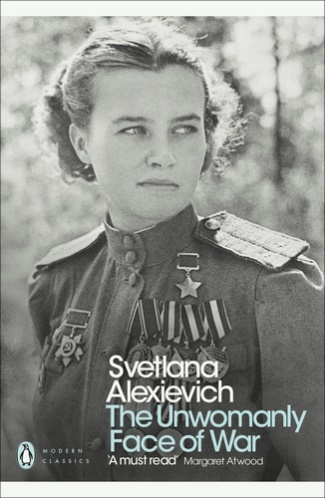 Svetlana
Alexievich
The Unwomanly
Face of War
'A must read' Margaret Atwood
MODERN
CLASSICS